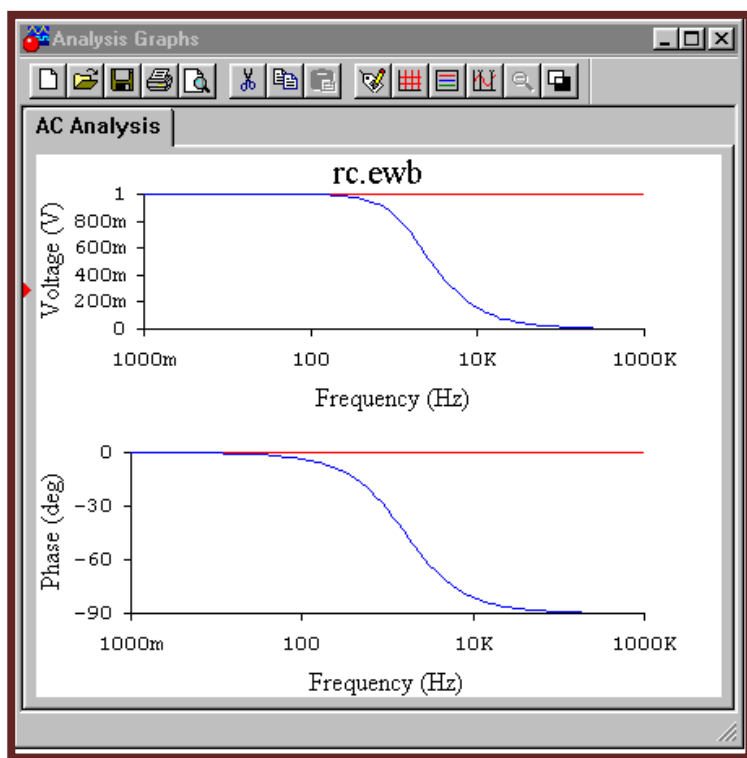 Analysis Graphs
AC Analysis
rc.ewb
Voltage (V)
1
800m
600m
400m
200m
0
1000m 100 10K 1000K
Frequency (Hz)
Phase (deg)
0
-30
-60
-90
1000m 100 10K 1000K
Frequency (Hz)